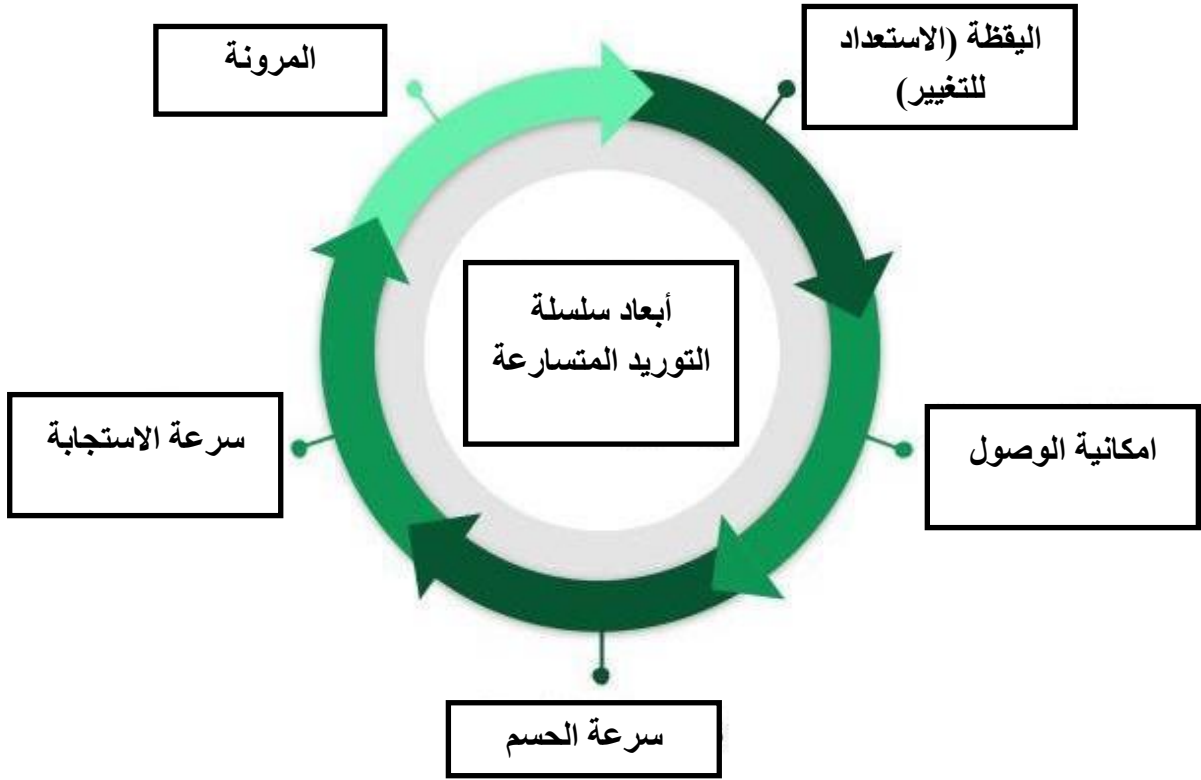 اليقظة (الاستعداد
للتغيير)
المرونة
أبعاد سلسلة
التوريد المتسارعة
امكانية الوصول
سرعة الاستجابة
سرعة الحسم